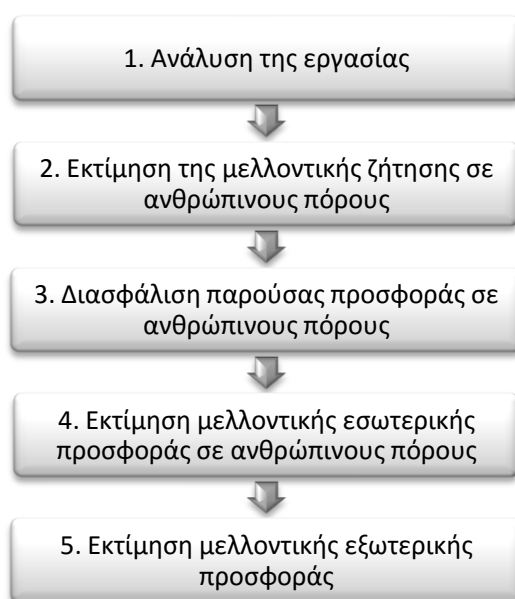 1. Ανάλυση της εργασίας
2. Εκτίμηση της μελλοντικής ζήτησης σε
ανθρώπινους πόρους
3. Διασφάλιση παρούσας προσφοράς σε
ανθρώπινους πόρους
4. Εκτίμηση μελλοντικής εσωτερικής
προσφοράς σε ανθρώπινους πόρους
5. Εκτίμηση μελλοντικής εξωτερικής
προσφοράς